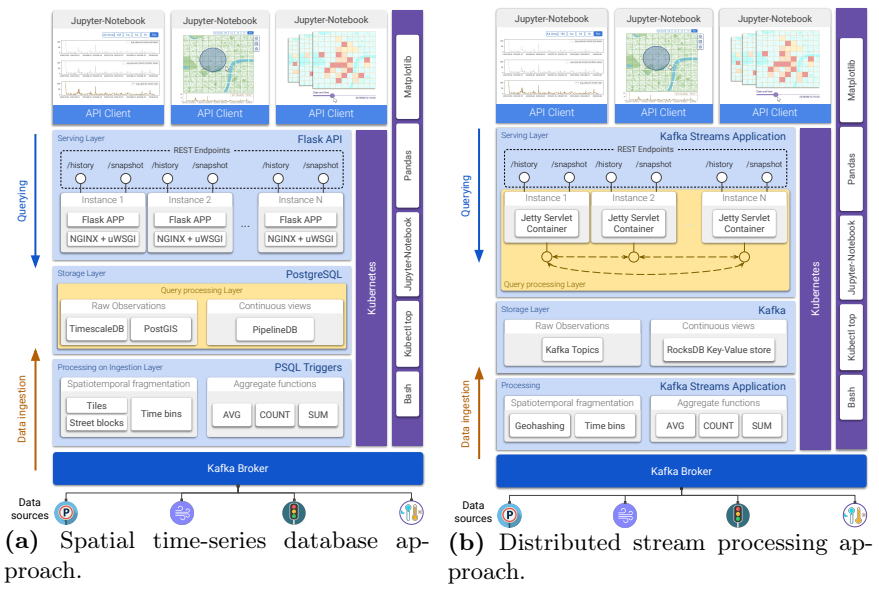 Jupyter-Notebook
Jupyter-Notebook
Jupyter-Notebook
API Client
API Client
API Client
Querying
Data ingestion
Serving Layer
Flask API
REST Endpoints
/history
/snapshot
/history
/snapshot
/history
/snapshot
Instance 1
Instance 2
Instance N
Flask APP
Flask APP
...
Flask APP
NGINX + uWSGI
NGINX + uWSGI
NGINX + uWSGI
Storage Layer
PostgreSQL
Query processing Layer
Raw Observations
Continuous views
TimescaleDB
PostGIS
PipelineDB
Processing on Ingestion Layer
PSQL Triggers
Spatiotemporal fragmentation
Aggregate functions
Tiles
Street blocks
Time bins
AVG
COUNT
SUM
Kubernetes
Matplotlib
Pandas
Jupyter-Notebook
Kubectl top
Bash
Kafka Broker
Data
sources
P
(a) Spatial time-series database ap-
proach.
Jupyter-Notebook
Jupyter-Notebook
Jupyter-Notebook
API Client
API Client
API Client
Querying
Data ingestion
Serving Layer
Kafka Streams Application
REST Endpoints
/history
/snapshot
/history
/snapshot
/history
/snapshot
Instance 1
Instance 2
Instance N
Jetty Servlet
Container
Jetty Servlet
Container
Jetty Servlet
Container
Query processing Layer
Storage Layer
Kafka
Raw Observations
Continuous views
Kafka Topics
RocksDB Key-Value store
Processing
Kafka Streams Application
Spatiotemporal fragmentation
Aggregate functions
Geohashing
Time bins
AVG
COUNT
SUM
Kubernetes
Matplotlib
Pandas
Jupyter-Notebook
Kubectl top
Bash
Kafka Broker
Data
sources
P
(b) Distributed stream processing ap-
proach.